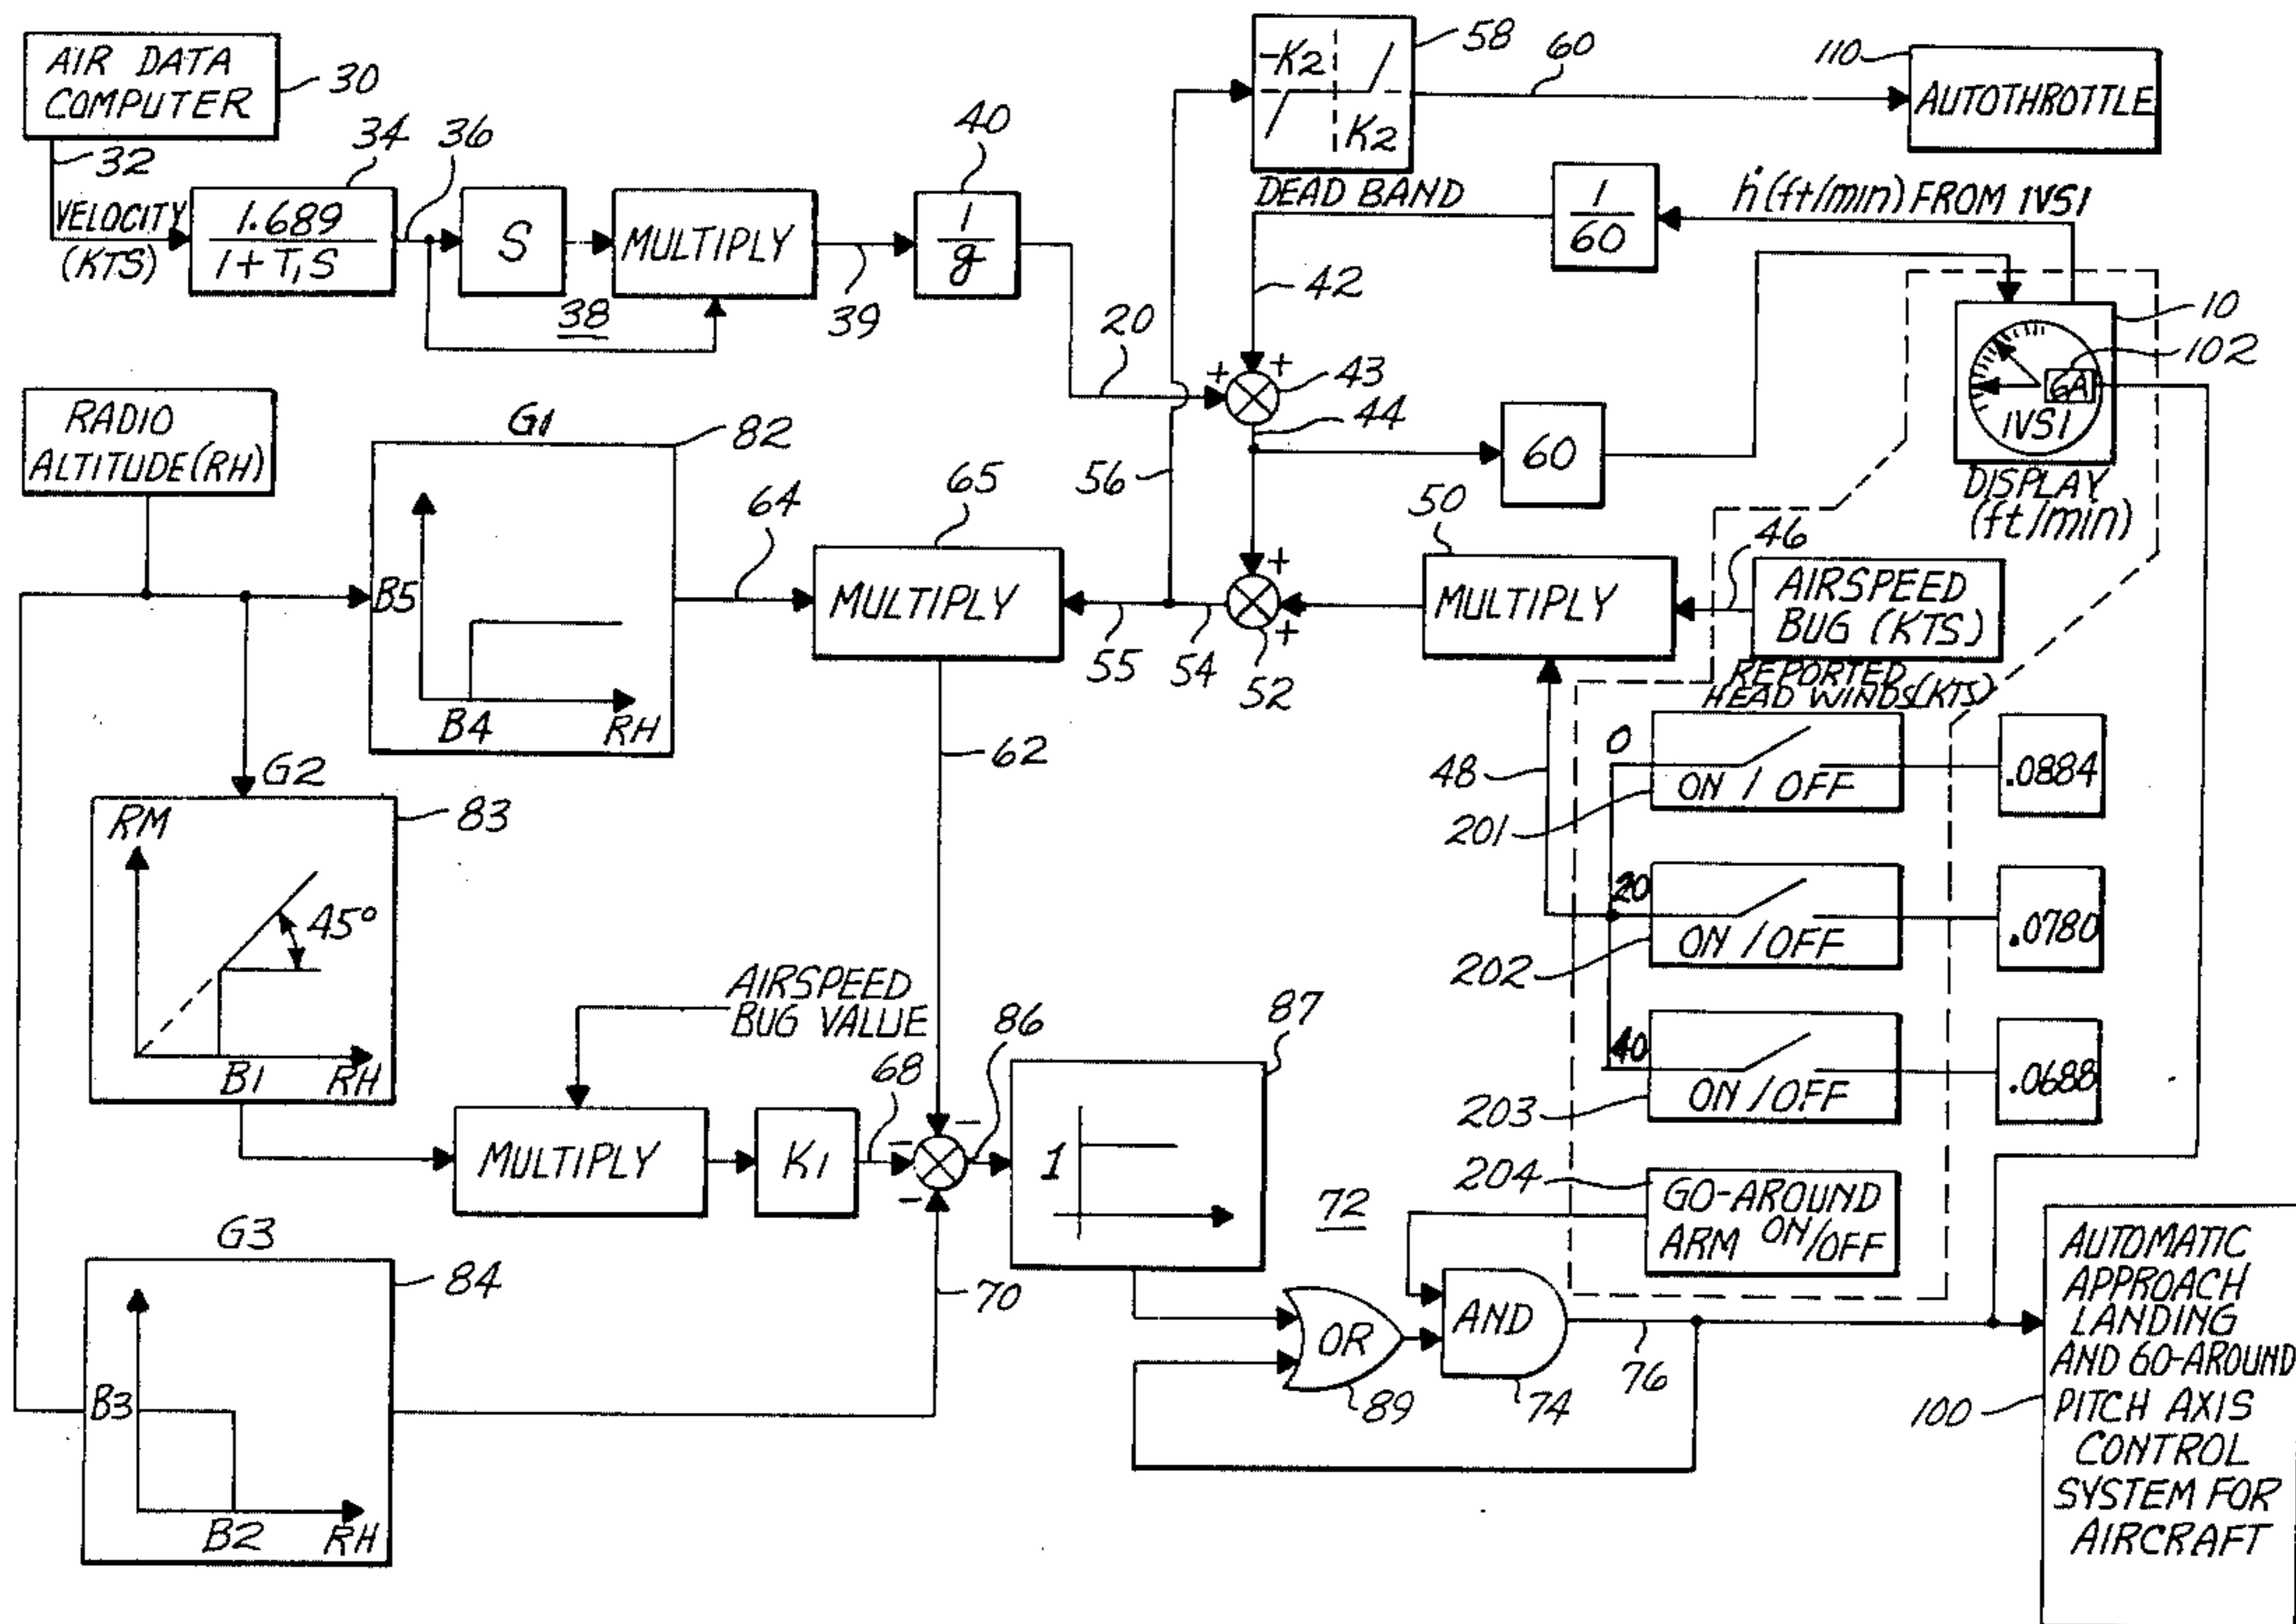 AIR DATA
COMPUTER
30
32
VELOCITY
(KTS)
34
1.689
1 + T1S
36
S
MULTIPLY
38
39
40
1
g
20
-K2
K2
58
DEAD BAND
60
110
AUTOTHROTTLE
1
60
ḣ (ft/min) FROM IVSI
42
+
+
43
44
60
10
102
GA
IVSI
DISPLAY
(ft/min)
RADIO
ALTITUDE (RH)
G1
82
B5
B4
RH
64
65
MULTIPLY
56
55
54
+
+
52
50
MULTIPLY
46
AIRSPEED
BUG (KTS)
REPORTED
HEAD WINDS (KTS)
48
0
ON / OFF
201
.0884
20
ON / OFF
202
.0780
40
ON / OFF
203
.0688
204
GO-AROUND
ARM ON/OFF
62
G2
83
RM
45°
B1
RH
AIRSPEED
BUG VALUE
MULTIPLY
K1
68
-
-
-
86
87
1
72
G3
84
B3
B2
RH
70
OR
89
AND
74
76
100
AUTOMATIC
APPROACH
LANDING
AND GO-AROUND
PITCH AXIS
CONTROL
SYSTEM FOR
AIRCRAFT